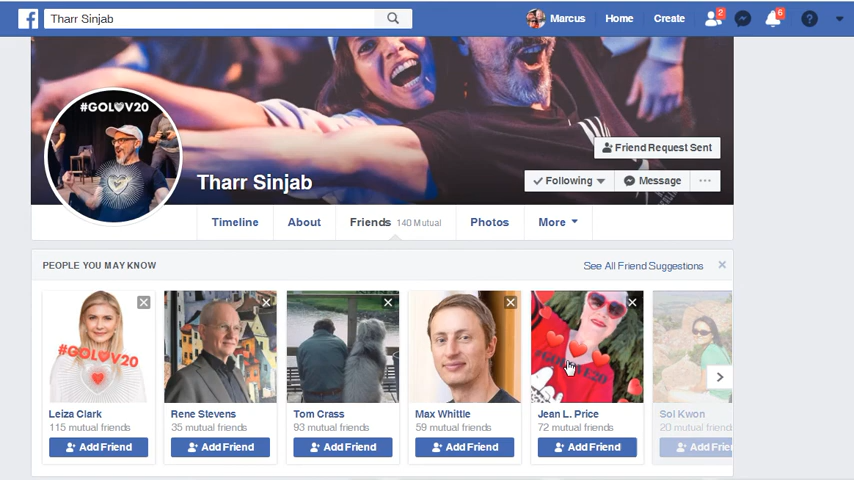 Tharr Sinjab
Marcus Home Create 2 6
#GOLOV20
Friend Request Sent
Tharr Sinjab
Following Message
Timeline About Friends 140 Mutual Photos More
PEOPLE YOU MAY KNOW See All Friend Suggestions
#GOLOV20
#GOLOV20
Leiza Clark Rene Stevens Tom Crass Max Whittle Jean L. Price Sol Kwon
115 mutual friends 35 mutual friends 93 mutual friends 59 mutual friends 72 mutual friends 20 mutual friends
Add Friend Add Friend Add Friend Add Friend Add Friend Add Frien